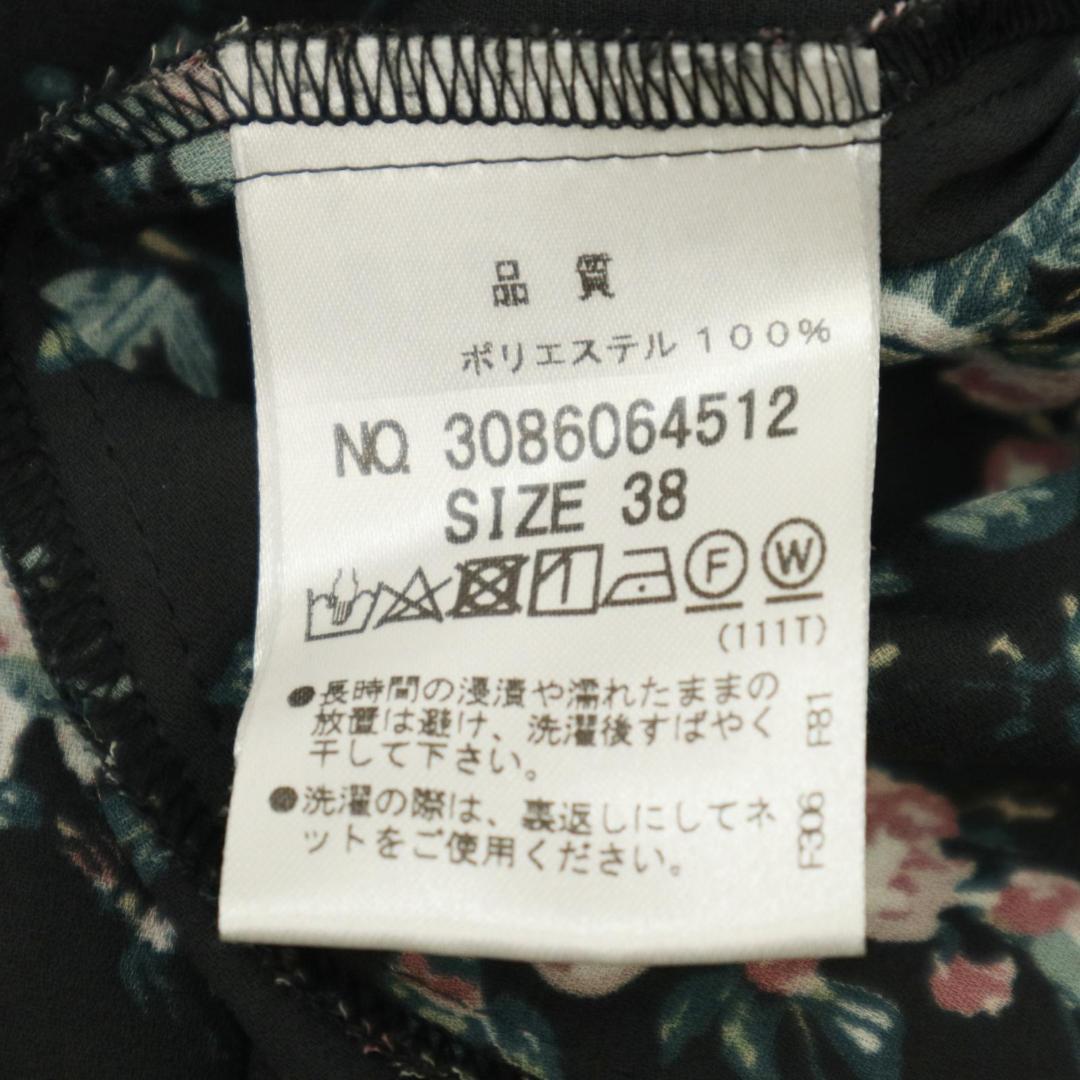 品 質
ポリエステル １００％
NO. 3086064512
SIZE 38
F W
(111T)
●長時間の浸漬や濡れたままの
放置は避け、洗濯後すばやく
干して下さい。
●洗濯の際は、裏返しにしてネ
ットをご使用ください。
F81
F306